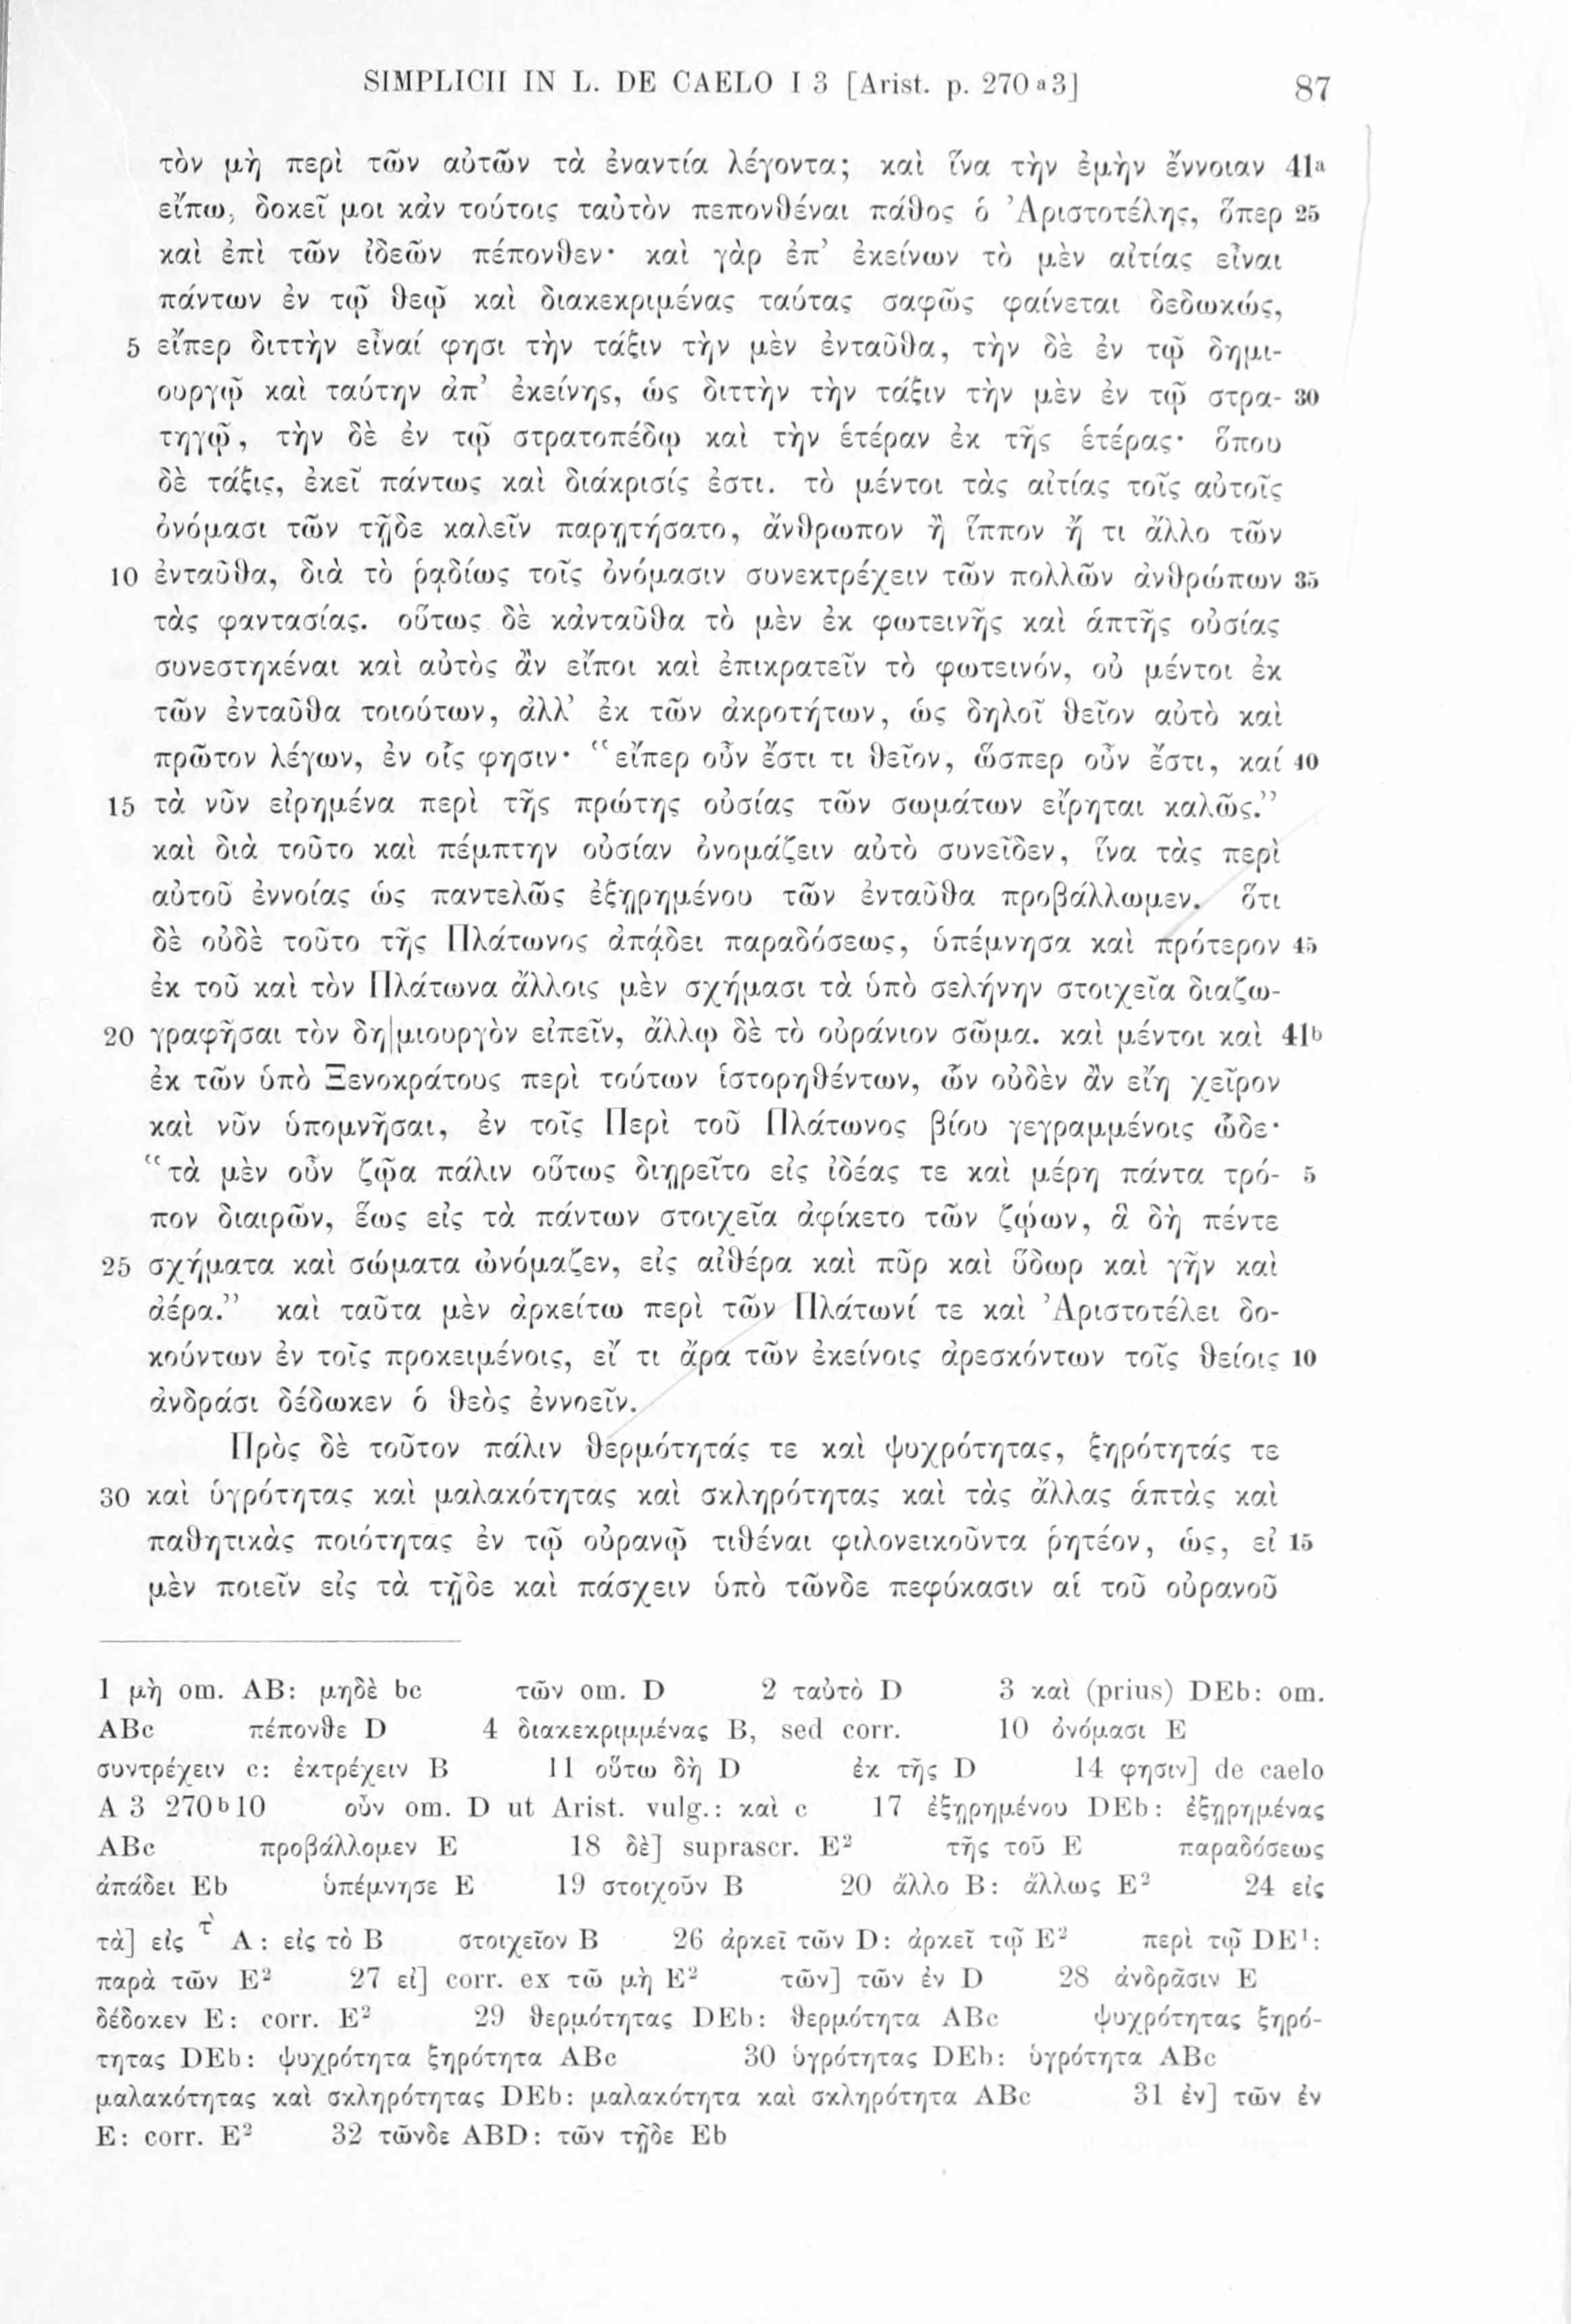 SIMPLICII IN L. DE CAELO I 3 [Arist. p. 270 a 3] 87
τὸν μὴ περὶ τῶν αὐτῶν τὰ ἐναντία λέγοντα; καὶ ἵνα τὴν ἐμὴν ἔννοιαν 41a
εἴπω, δοκεῖ μοι κἀν τούτοις ταὐτὸν πεπονθέναι πάθος ὁ Ἀριστοτέλης, ὅπερ 25
καὶ ἐπὶ τῶν ἰδεῶν πέπονθεν· καὶ γὰρ ἐπ’ ἐκείνων τὸ μὲν αἰτίας εἶναι
πάντων ἐν τῷ θεῷ καὶ διακεκριμένας ταύτας σαφῶς φαίνεται δεδωκώς,
5 εἴπερ διττὴν εἶναί φησι τὴν τάξιν τὴν μὲν ἐνταῦθα, τὴν δὲ ἐν τῷ δημι-
ουργῷ καὶ ταύτην ἀπ’ ἐκείνης, ὡς διττὴν τὴν τάξιν τὴν μὲν ἐν τῷ στρα- 30
τηγῷ, τὴν δὲ ἐν τῷ στρατοπέδῳ καὶ τὴν ἑτέραν ἐκ τῆς ἑτέρας· ὅπου
δὲ τάξις, ἐκεῖ πάντως καὶ διάκρισίς ἐστι. τὸ μέντοι τὰς αἰτίας τοῖς αὐτοῖς
ὀνόμασι τῶν τῇδε καλεῖν παρῃτήσατο, ἄνθρωπον ἢ ἵππον ἤ τι ἄλλο τῶν
10 ἐνταῦθα, διὰ τὸ ῥᾳδίως τοῖς ὀνόμασιν συνεκτρέχειν τῶν πολλῶν ἀνθρώπων 35
τὰς φαντασίας. οὕτως δὲ κἀνταῦθα τὸ μὲν ἐκ φωτεινῆς καὶ ἁπτῆς οὐσίας
συνεστηκέναι καὶ αὐτὸς ἂν εἴποι καὶ ἐπικρατεῖν τὸ φωτεινόν, οὐ μέντοι ἐκ
τῶν ἐνταῦθα τοιούτων, ἀλλ’ ἐκ τῶν ἀκροτήτων, ὡς δηλοῖ θεῖον αὐτὸ καὶ
πρῶτον λέγων, ἐν οἷς φησιν· “εἴπερ οὖν ἔστι τι θεῖον, ὥσπερ οὖν ἔστι, καί 40
15 τὰ νῦν εἰρημένα περὶ τῆς πρώτης οὐσίας τῶν σωμάτων εἴρηται καλῶς.”
καὶ διὰ τοῦτο καὶ πέμπτην οὐσίαν ὀνομάζειν αὐτὸ συνεῖδεν, ἵνα τὰς περὶ
αὐτοῦ ἐννοίας ὡς παντελῶς ἐξῃρημένου τῶν ἐνταῦθα προβάλλωμεν. ὅτι
δὲ οὐδὲ τοῦτο τῆς Πλάτωνος ἀπᾴδει παραδόσεως, ὑπέμνησα καὶ πρότερον 45
ἐκ τοῦ καὶ τὸν Πλάτωνα ἄλλοις μὲν σχήμασι τὰ ὑπὸ σελήνην στοιχεῖα διαζω-
20 γραφῆσαι τὸν δη|μιουργὸν εἰπεῖν, ἄλλῳ δὲ τὸ οὐράνιον σῶμα. καὶ μέντοι καὶ 41b
ἐκ τῶν ὑπὸ Ξενοκράτους περὶ τούτων ἱστορηθέντων, ὧν οὐδὲν ἂν εἴη χεῖρον
καὶ νῦν ὑπομνῆσαι, ἐν τοῖς Περὶ τοῦ Πλάτωνος βίου γεγραμμένοις ὧδε·
“τὰ μὲν οὖν ζῷα πάλιν οὕτως διῃρεῖτο εἰς ἰδέας τε καὶ μέρη πάντα τρό- 5
πον διαιρῶν, ἕως εἰς τὰ πάντων στοιχεῖα ἀφίκετο τῶν ζῴων, ἃ δὴ πέντε
25 σχήματα καὶ σώματα ὠνόμαζεν, εἰς αἰθέρα καὶ πῦρ καὶ ὕδωρ καὶ γῆν καὶ
ἀέρα.” καὶ ταῦτα μὲν ἀρκείτω περὶ τῶν Πλάτωνί τε καὶ Ἀριστοτέλει δο-
κούντων ἐν τοῖς προκειμένοις, εἴ τι ἄρα τῶν ἐκείνοις ἀρεσκόντων τοῖς θείοις 10
ἀνδράσι δέδωκεν ὁ θεὸς ἐννοεῖν.
Πρὸς δὲ τοῦτον πάλιν θερμότητάς τε καὶ ψυχρότητας, ξηρότητάς τε
30 καὶ ὑγρότητας καὶ μαλακότητας καὶ σκληρότητας καὶ τὰς ἄλλας ἁπτὰς καὶ
παθητικὰς ποιότητας ἐν τῷ οὐρανῷ τιθέναι φιλονεικοῦντα ῥητέον, ὡς, εἰ 15
μὲν ποιεῖν εἰς τὰ τῇδε καὶ πάσχειν ὑπὸ τῶνδε πεφύκασιν αἱ τοῦ οὐρανοῦ
1 μὴ om. AB: μηδὲ bc τῶν om. D 2 ταὐτὸ D 3 καὶ (prius) DEb: om.
ABc πέπονθε D 4 διακεκριμμένας B, sed corr. 10 ὀνόμασι E
συντρέχειν c: ἐκτρέχειν B 11 οὕτω δὴ D ἐκ τῆς D 14 φησιν] de caelo
A 3 270b10 οὖν om. D ut Arist. vulg.: καὶ c 17 ἐξῃρημένου DEb: ἐξῃρημένας
ABc προβάλλομεν E 18 δὲ] suprascr. E² τῆς τοῦ E παραδόσεως
ἀπάδει Eb ὑπέμνησε E 19 στοιχοῦν B 20 ἄλλο B: ἄλλως E² 24 εἰς
τὰ] εἰς τ̀ A: εἰς τὸ B στοιχεῖον B 26 ἀρκεῖ τῶν D: ἀρκεῖ τῷ E² περὶ τῷ DE¹:
παρὰ τῶν E² 27 εἰ] corr. ex τῶ μὴ E² τῶν] τῶν ἐν D 28 ἀνδρᾶσιν E
δέδοκεν E: corr. E² 29 θερμότητας DEb: θερμότητα ABc ψυχρότητας ξηρό-
τητας DEb: ψυχρότητα ξηρότητα ABc 30 ὑγρότητας DEb: ὑγρότητα ABc
μαλακότητας καὶ σκληρότητας DEb: μαλακότητα καὶ σκληρότητα ABc 31 ἐν] τῶν ἐν
E: corr. E² 32 τῶνδε ABD: τῶν τῇδε Eb